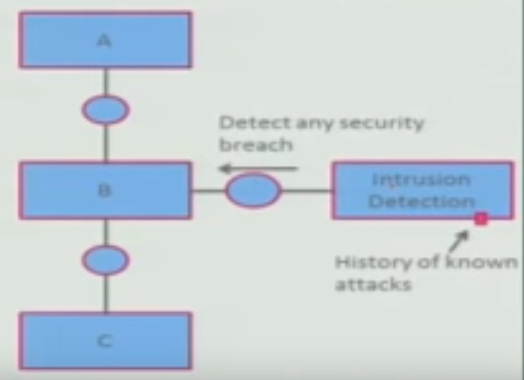 A
Detect any security
breach
B
Intrusion
Detection
History of known
attacks
C